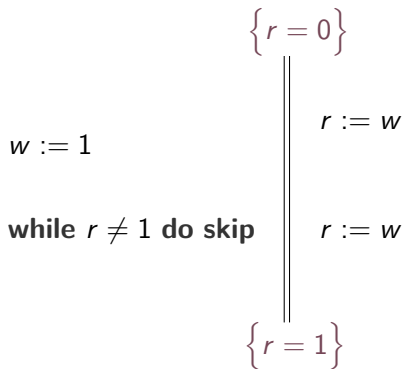 {r = 0}
r := w
w := 1
while r ≠ 1 do skip
r := w
{r = 1}